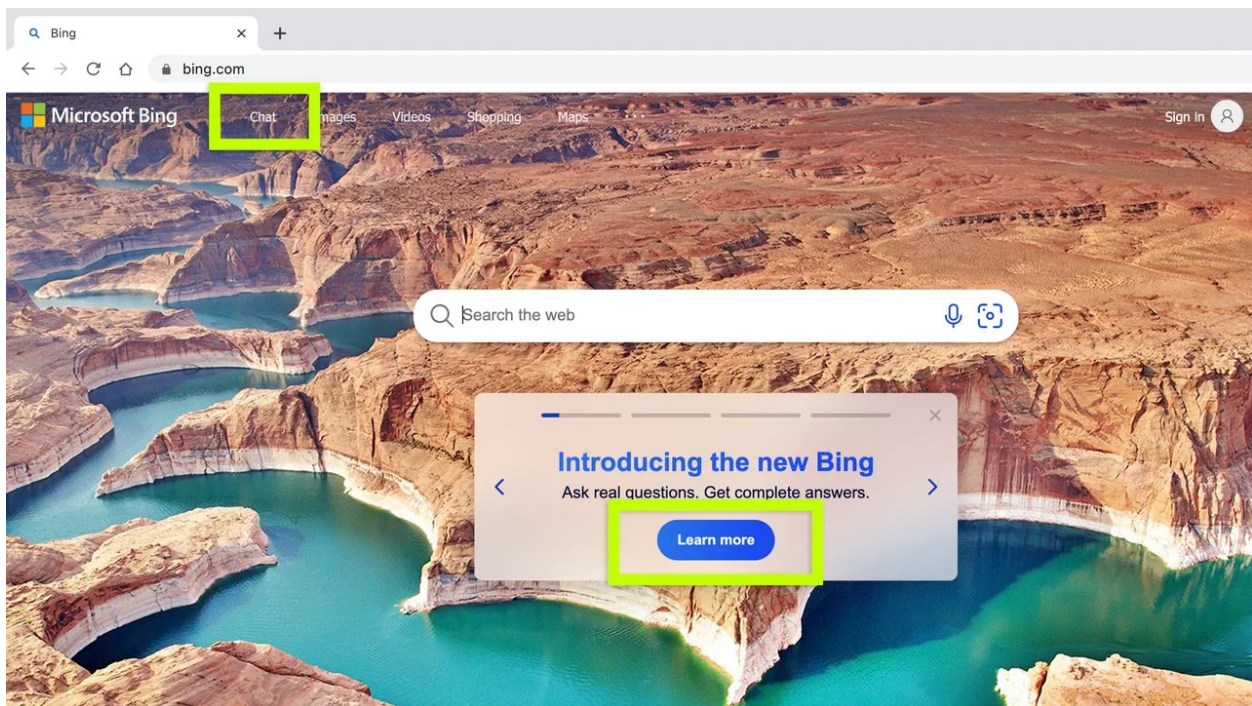 Bing
bing.com
Microsoft Bing Chat Images Videos Shopping Maps ... Sign in
Search the web
Introducing the new Bing
Ask real questions. Get complete answers.
Learn more